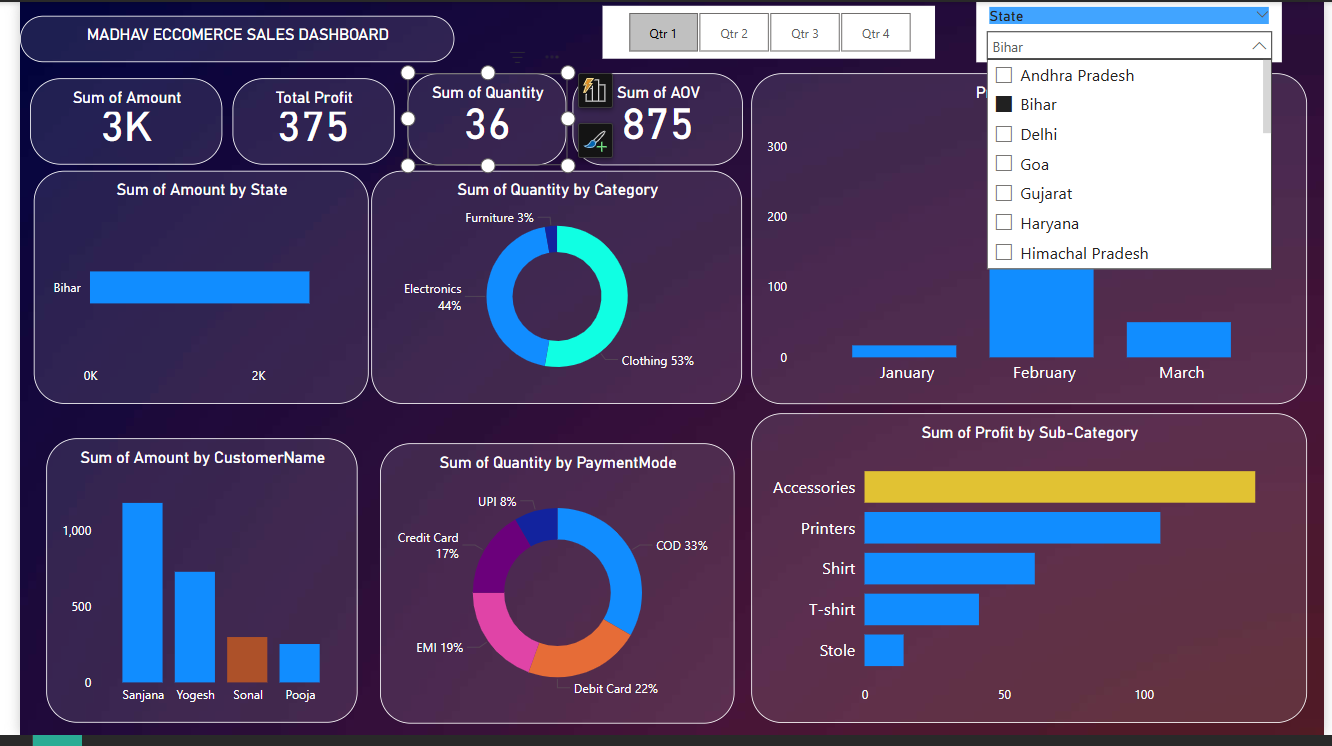 MADHAV ECCOMERCE SALES DASHBOARD
Qtr 1
Qtr 2
Qtr 3
Qtr 4
State
Bihar
Andhra Pradesh
Bihar
Delhi
Goa
Gujarat
Haryana
Himachal Pradesh
Sum of Amount
3K
Total Profit
375
Sum of Quantity
36
Sum of AOV
875
Sum of Amount by State
Bihar
0K
2K
Sum of Quantity by Category
Furniture 3%
Electronics
44%
Clothing 53%
300
200
100
0
January
February
March
Sum of Amount by CustomerName
1,000
500
0
Sanjana
Yogesh
Sonal
Pooja
Sum of Quantity by PaymentMode
UPI 8%
Credit Card
17%
COD 33%
EMI 19%
Debit Card 22%
Sum of Profit by Sub-Category
Accessories
Printers
Shirt
T-shirt
Stole
0
50
100